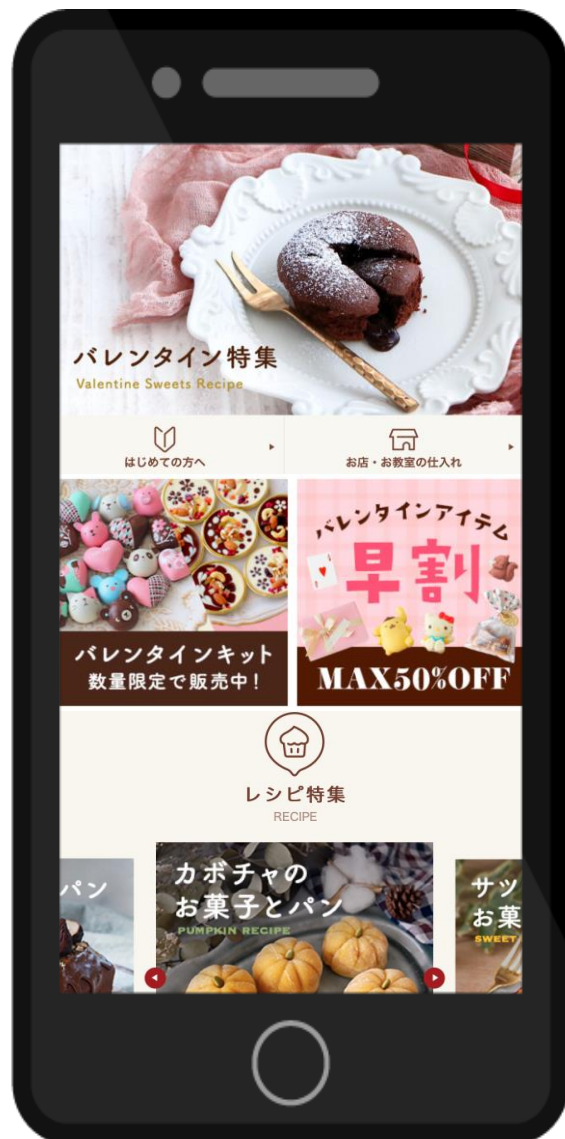 バレンタイン特集
Valentine Sweets Recipe
はじめての方へ
お店・お教室の仕入れ
バレンタインキット
数量限定で販売中!
バレンタインアイテム
早割
MAX50%OFF
レシピ特集
RECIPE
パン
カボチャの
お菓子とパン
PUMPKIN RECIPE
サツ
お菓
SWEET